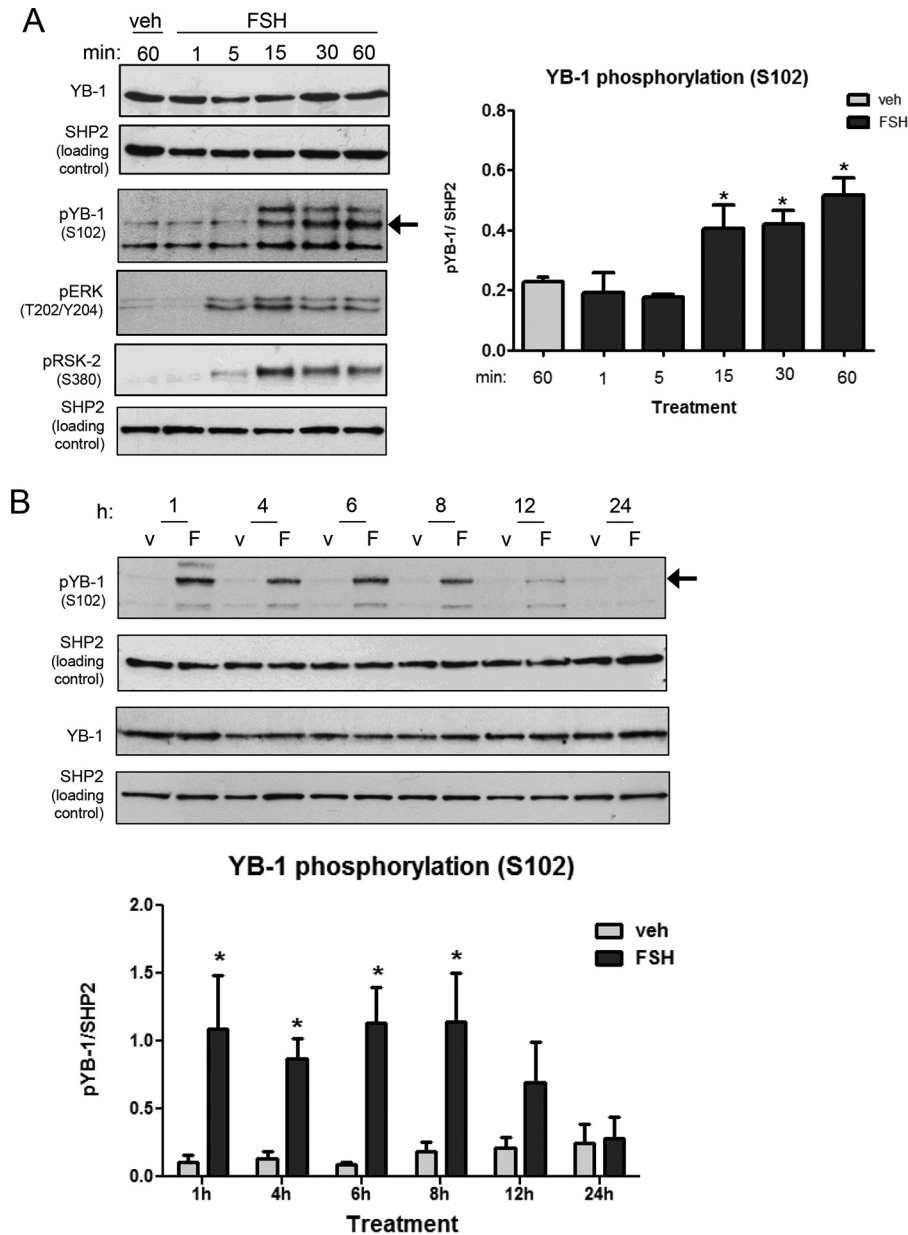 A
veh FSH
min: 60 1 5 15 30 60
YB-1
SHP2
(loading
control)
pYB-1
(S102)
pERK
(T202/Y204)
pRSK-2
(S380)
SHP2
(loading
control)
YB-1 phosphorylation (S102)
veh
FSH
pYB-1/ SHP2
0.8
0.6
0.4
0.2
0.0
* * *
min: 60 1 5 15 30 60
Treatment
B
h: 1 4 6 8 12 24
v F v F v F v F v F v F
pYB-1
(S102)
SHP2
(loading
control)
YB-1
SHP2
(loading
control)
YB-1 phosphorylation (S102)
veh
FSH
pYB-1/SHP2
2.0
1.5
1.0
0.5
0.0
* * * *
1h 4h 6h 8h 12h 24h
Treatment